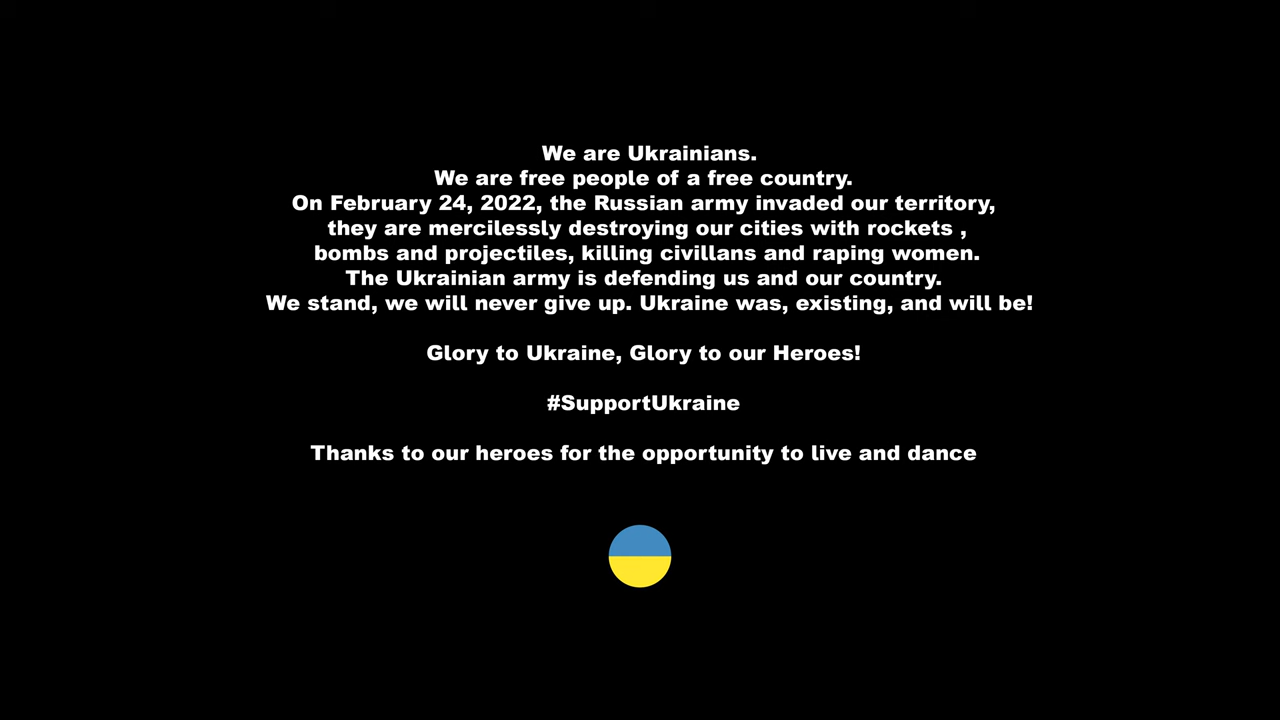 We are Ukrainians.
We are free people of a free country.
On February 24, 2022, the Russian army invaded our territory,
they are mercilessly destroying our cities with rockets ,
bombs and projectiles, killing civillans and raping women.
The Ukrainian army is defending us and our country.
We stand, we will never give up. Ukraine was, existing, and will be!
Glory to Ukraine, Glory to our Heroes!
#SupportUkraine
Thanks to our heroes for the opportunity to live and dance